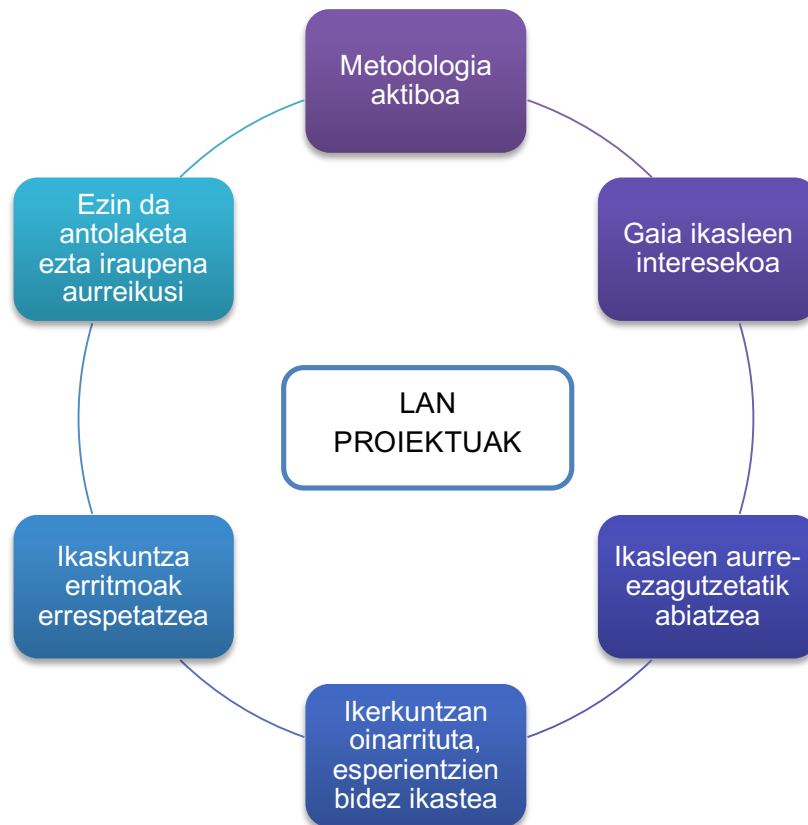 Metodologia
aktiboa
Gaia ikasleen
interesekoa
Ikasleen aurre-
ezagutzetatik
abiatzea
Ikerkuntzan
oinarrituta,
esperientzien
bidez ikastea
Ikaskuntza
erritmoak
errespetatzea
Ezin da
antolaketa
ezta iraupena
aurreikusi
LAN
PROIEKTUAK